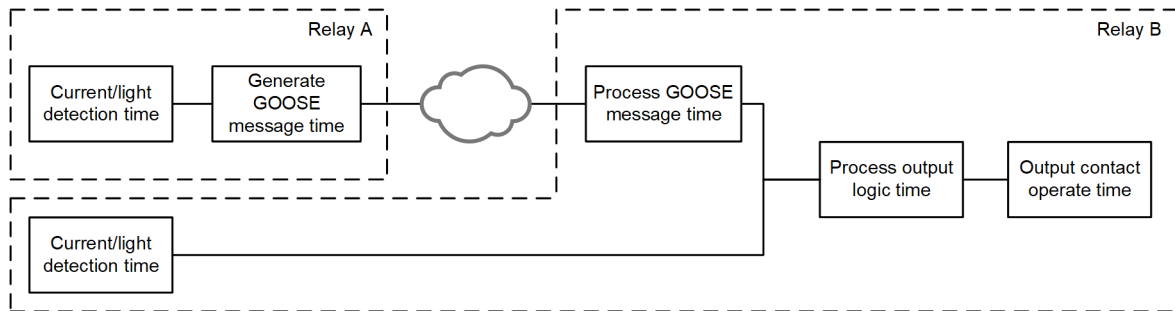 Relay A
Relay B
Current/light
detection time
Generate
GOOSE
message time
Process GOOSE
message time
Process output
logic time
Output contact
operate time
Current/light
detection time